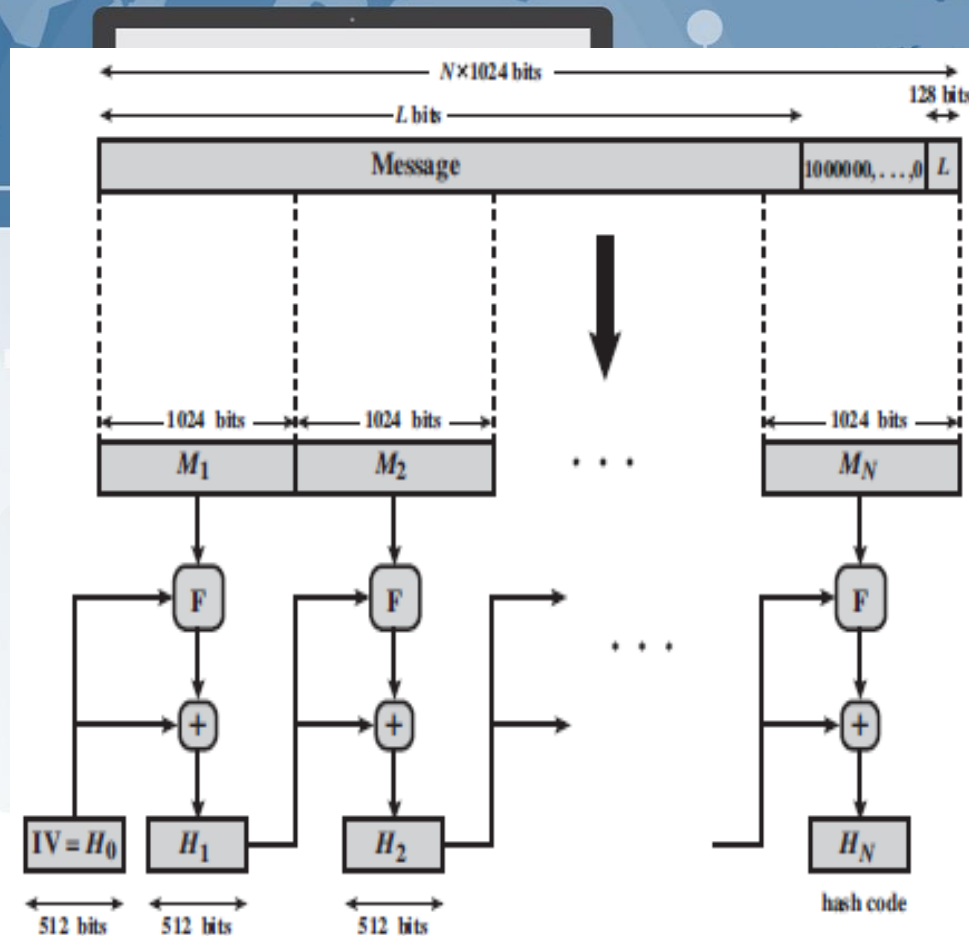 N×1024 bits
128 bits
L bits
Message 1000000,...,0 L
1024 bits 1024 bits 1024 bits
M1 M2 . . . MN
F F F
. . .
+ + +
IV = H0 H1 H2 HN
512 bits 512 bits 512 bits hash code